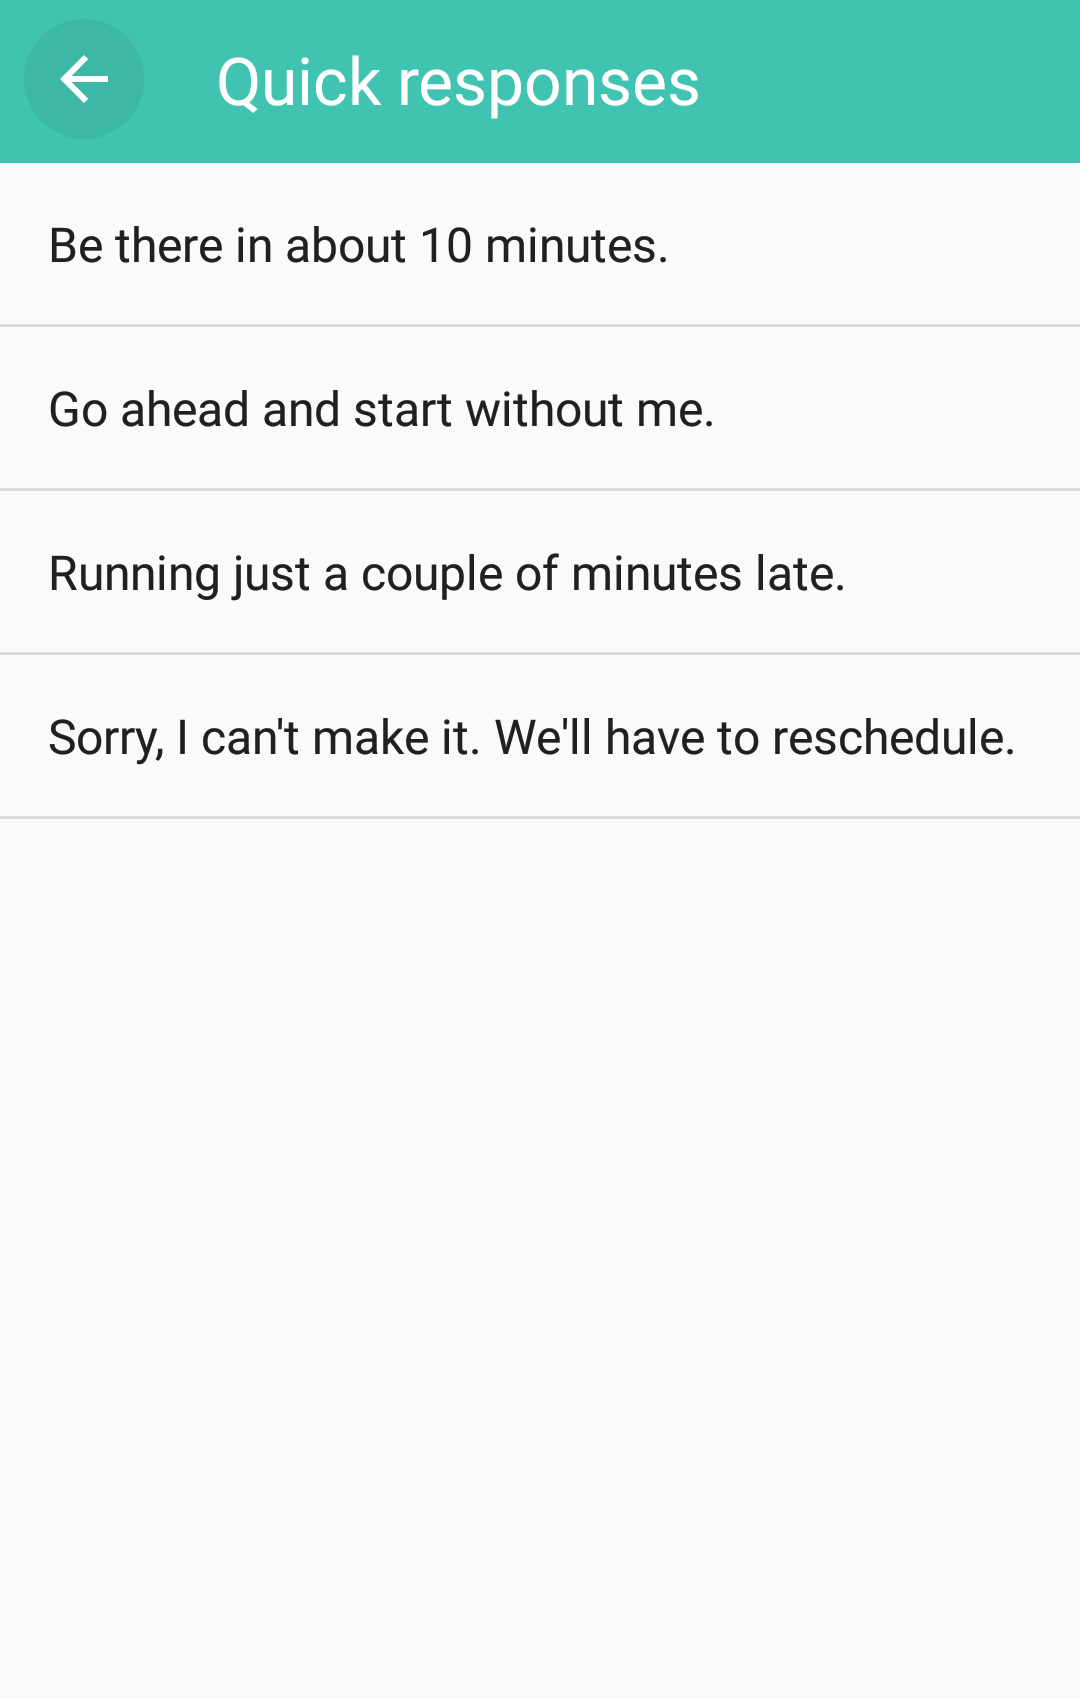 Quick responses
Be there in about 10 minutes.
Go ahead and start without me.
Running just a couple of minutes late.
Sorry, I can't make it. We'll have to reschedule.